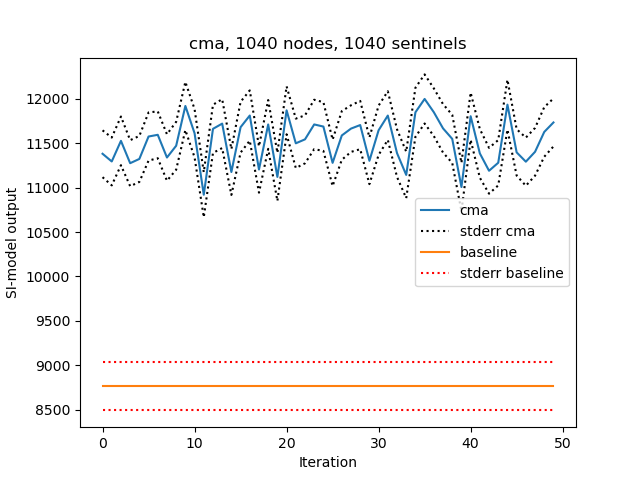 cma, 1040 nodes, 1040 sentinels
12000
11500
11000
10500
10000
9500
9000
8500
SI-model output
cma
stderr cma
baseline
stderr baseline
0 10 20 30 40 50
Iteration